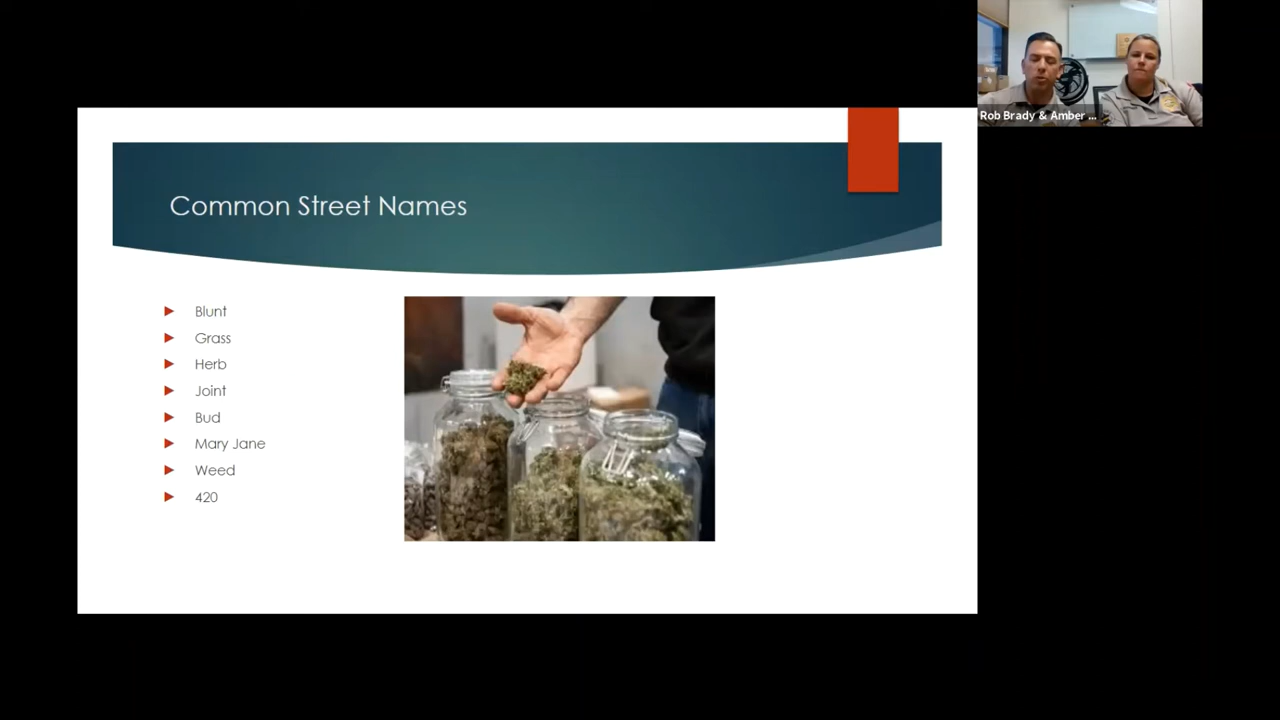 Rob Brady & Amber ...
Common Street Names
Blunt
Grass
Herb
Joint
Bud
Mary Jane
Weed
420